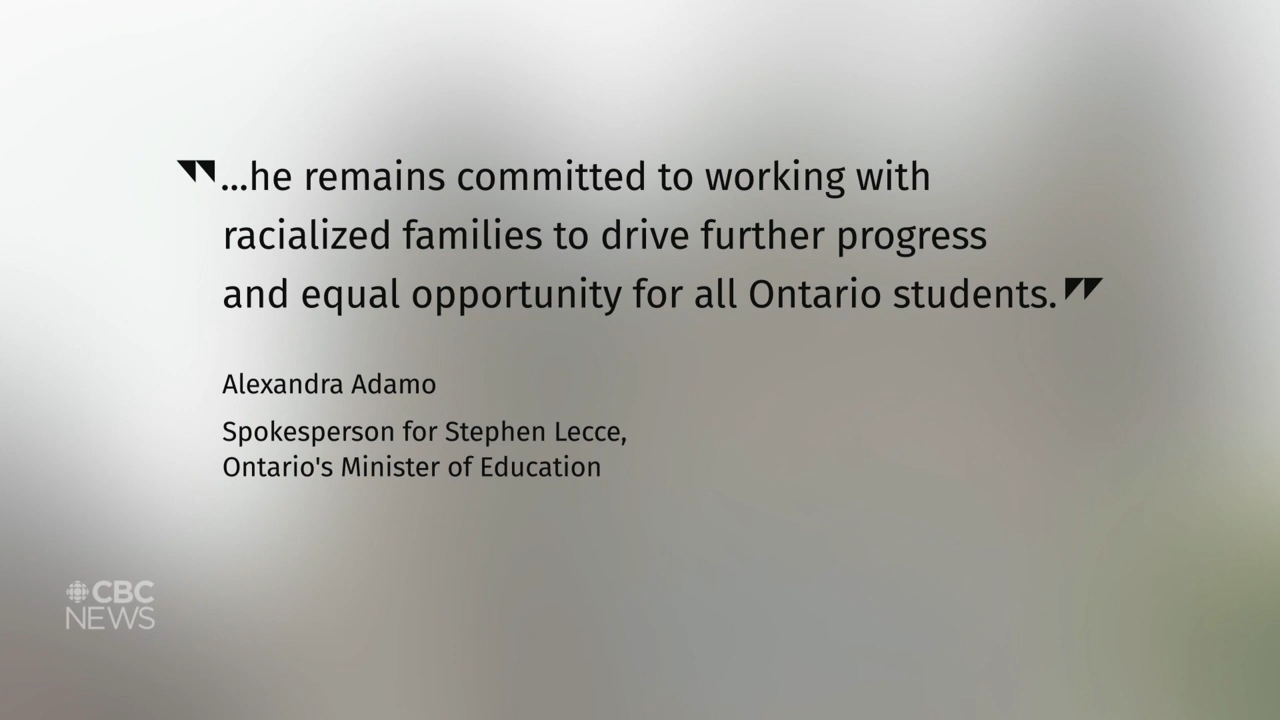 ...he remains committed to working with
racialized families to drive further progress
and equal opportunity for all Ontario students.
Alexandra Adamo
Spokesperson for Stephen Lecce,
Ontario's Minister of Education
CBC
NEWS